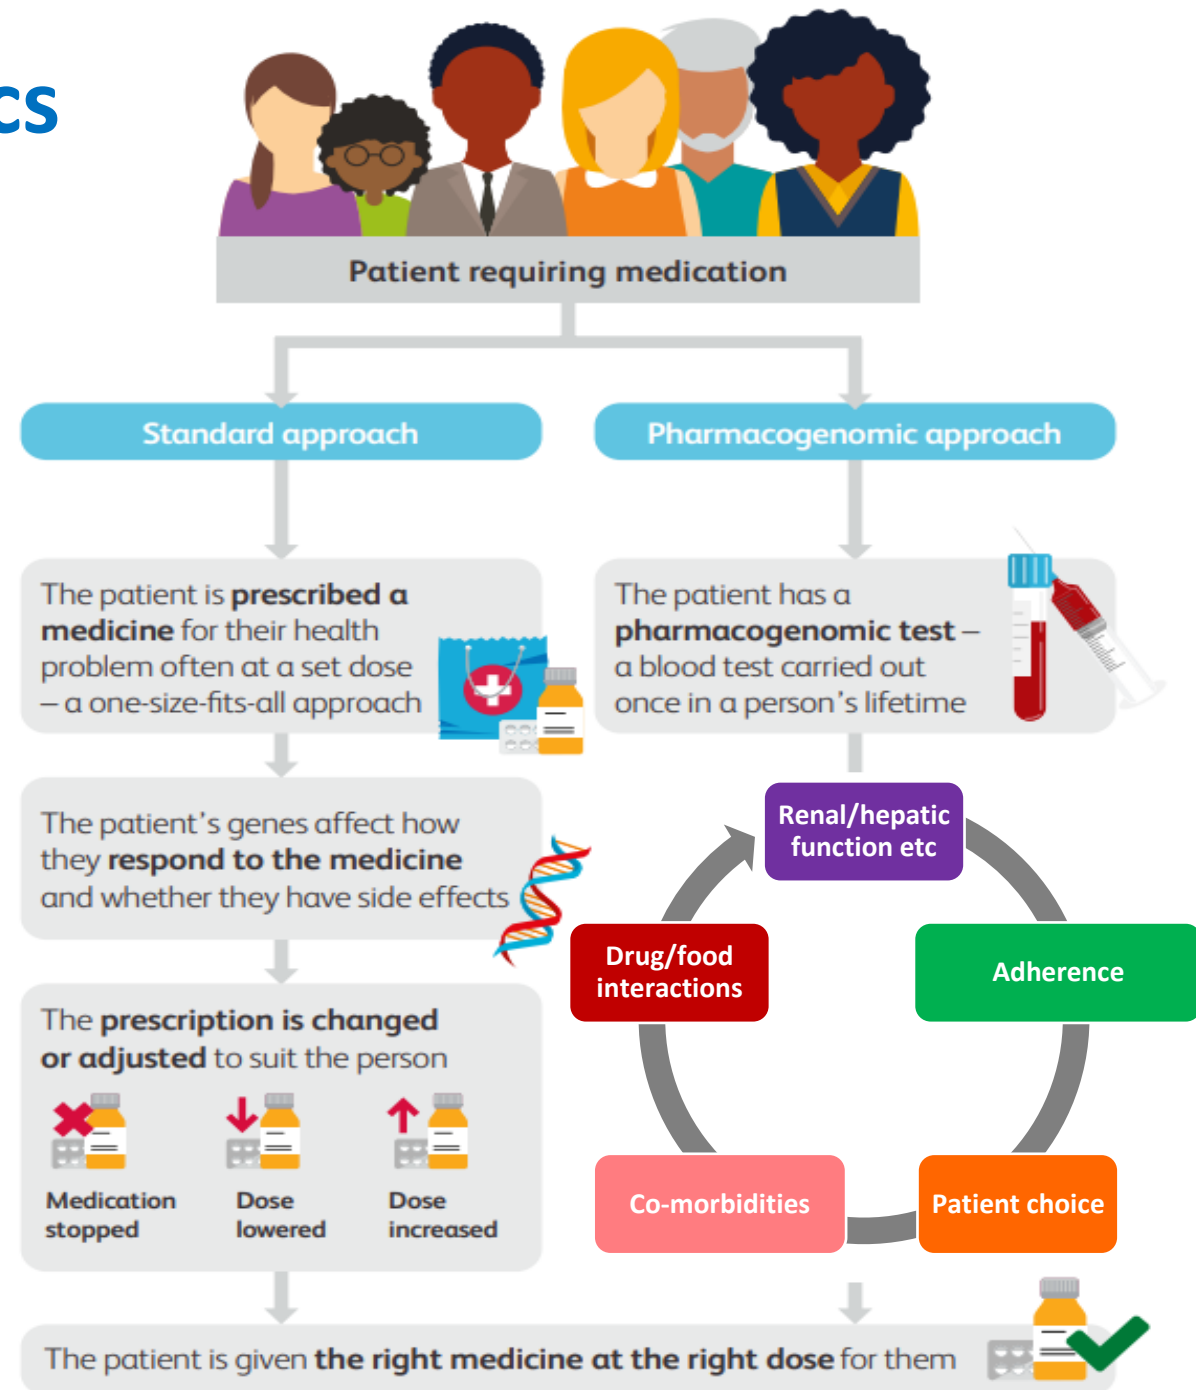 cs
Patient requiring medication
Standard approach
The patient is prescribed a
medicine for their health
problem often at a set dose
– a one-size-fits-all approach
The patient's genes affect how
they respond to the medicine
and whether they have side effects
The prescription is changed
or adjusted to suit the person
Medication
stopped
Dose
lowered
Dose
increased
Pharmacogenomic approach
The patient has a
pharmacogenomic test –
a blood test carried out
once in a person's lifetime
Renal/hepatic
function etc
Adherence
Patient choice
Co-morbidities
Drug/food
interactions
The patient is given the right medicine at the right dose for them